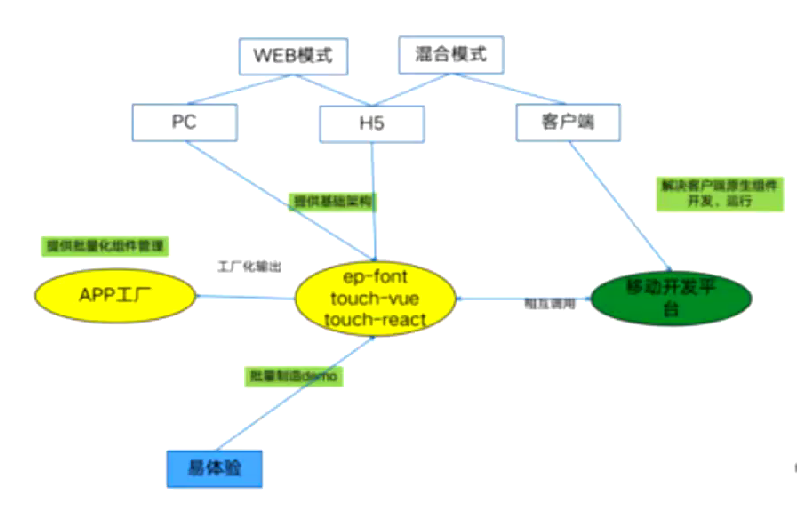 WEB模式
混合模式
PC
H5
客户端
提供基础架构
解决客户端原生组件
开发、运行
提供批量化组件管理
工厂化输出
APP工厂
ep-font
touch-vue
touch-react
相互调用
移动开发平
台
批量制造demo
易体验